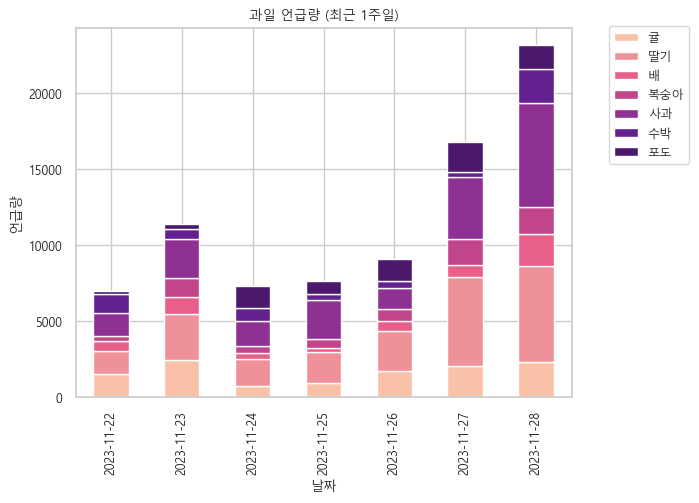 과일 언급량 (최근 1주일)
귤
딸기
배
복숭아
사과
수박
포도
언급량
20000
15000
10000
5000
0
2023-11-22
2023-11-23
2023-11-24
2023-11-25
2023-11-26
2023-11-27
2023-11-28
날짜